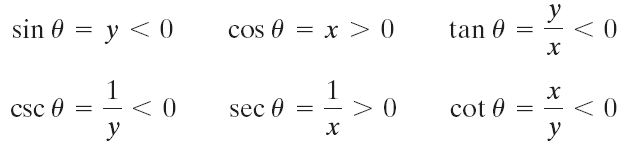 sin θ = y < 0 cos θ = x > 0 tan θ = y/x < 0
csc θ = 1/y < 0 sec θ = 1/x > 0 cot θ = x/y < 0